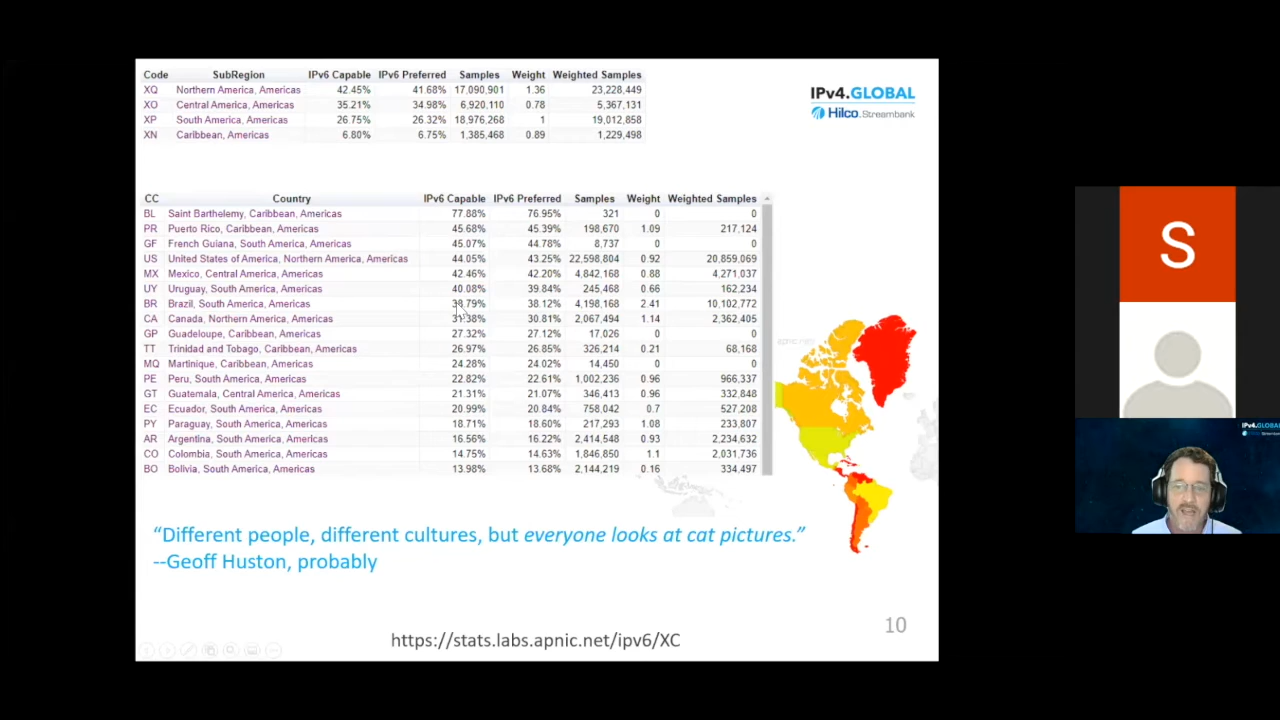 Code SubRegion IPv6 Capable IPv6 Preferred Samples Weight Weighted Samples
XQ Northern America, Americas 42.45% 41.68% 17,090,901 1.36 23,228,449
XO Central America, Americas 35.21% 34.98% 6,920,110 0.78 5,367,131
XP South America, Americas 26.75% 26.32% 18,976,268 1 19,012,858
XN Caribbean, Americas 6.80% 6.75% 1,385,468 0.89 1,229,498
IPv4.GLOBAL
Hilco.Streambank
CC Country IPv6 Capable IPv6 Preferred Samples Weight Weighted Samples
BL Saint Barthelemy, Caribbean, Americas 77.88% 76.95% 321 0 0
PR Puerto Rico, Caribbean, Americas 45.68% 45.39% 198,670 1.09 217,124
GF French Guiana, South America, Americas 45.07% 44.78% 8,737 0 0
US United States of America, Northern America, Americas 44.05% 43.25% 22,598,804 0.92 20,859,069
MX Mexico, Central America, Americas 42.46% 42.20% 4,842,168 0.88 4,271,037
UY Uruguay, South America, Americas 40.08% 39.84% 245,468 0.66 162,234
BR Brazil, South America, Americas 38.12% 4,198,168 2.41 10,102,772
CA Canada, Northern America, Americas 30.81% 2,067,494 1.14 2,362,405
GP Guadeloupe, Caribbean, Americas 27.32% 27.12% 17,026 0 0
TT Trinidad and Tobago, Caribbean, Americas 26.97% 26.85% 326,214 0.21 68,168
MQ Martinique, Caribbean, Americas 24.28% 24.02% 14,450 0 0
PE Peru, South America, Americas 22.82% 22.61% 1,002,236 0.96 966,337
GT Guatemala, Central America, Americas 21.31% 21.07% 346,413 0.96 332,848
EC Ecuador, South America, Americas 20.99% 20.84% 758,042 0.7 527,208
PY Paraguay, South America, Americas 18.71% 18.60% 217,293 1.08 233,807
AR Argentina, South America, Americas 16.56% 16.22% 2,414,548 0.93 2,234,632
CO Colombia, South America, Americas 14.75% 14.63% 1,846,850 1.1 2,031,736
BO Bolivia, South America, Americas 13.98% 13.68% 2,144,219 0.16 334,497
“Different people, different cultures, but everyone looks at cat pictures.”
--Geoff Huston, probably
https://stats.labs.apnic.net/ipv6/XC
10
S
IPv4.GLOBAL